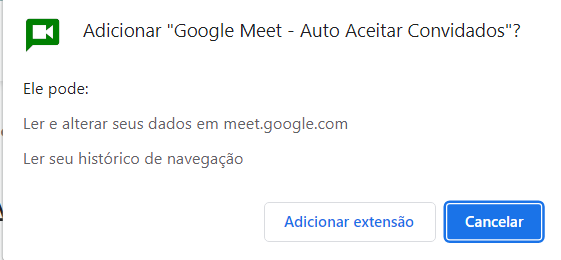 Adicionar "Google Meet - Auto Aceitar Convidados"?
Ele pode:
Ler e alterar seus dados em meet.google.com
Ler seu histórico de navegação
Adicionar extensão
Cancelar